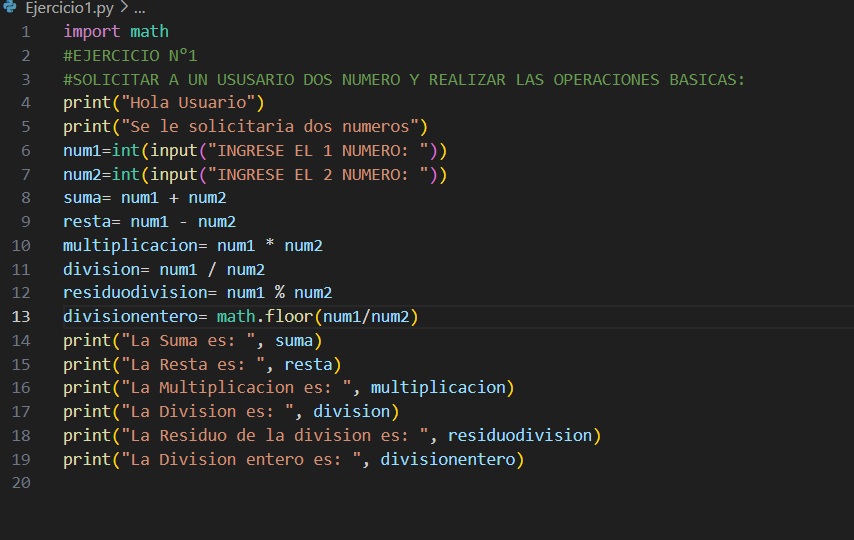 Ejercicio1.py > ...
1 import math
2 #EJERCICIO N°1
3 #SOLICITAR A UN USUSARIO DOS NUMERO Y REALIZAR LAS OPERACIONES BASICAS:
4 print("Hola Usuario")
5 print("Se le solicitaria dos numeros")
6 num1=int(input("INGRESE EL 1 NUMERO: "))
7 num2=int(input("INGRESE EL 2 NUMERO: "))
8 suma= num1 + num2
9 resta= num1 - num2
10 multiplicacion= num1 * num2
11 division= num1 / num2
12 residuodivision= num1 % num2
13 divisionentero= math.floor(num1/num2)
14 print("La Suma es: ", suma)
15 print("La Resta es: ", resta)
16 print("La Multiplicacion es: ", multiplicacion)
17 print("La Division es: ", division)
18 print("La Residuo de la division es: ", residuodivision)
19 print("La Division entero es: ", divisionentero)
20